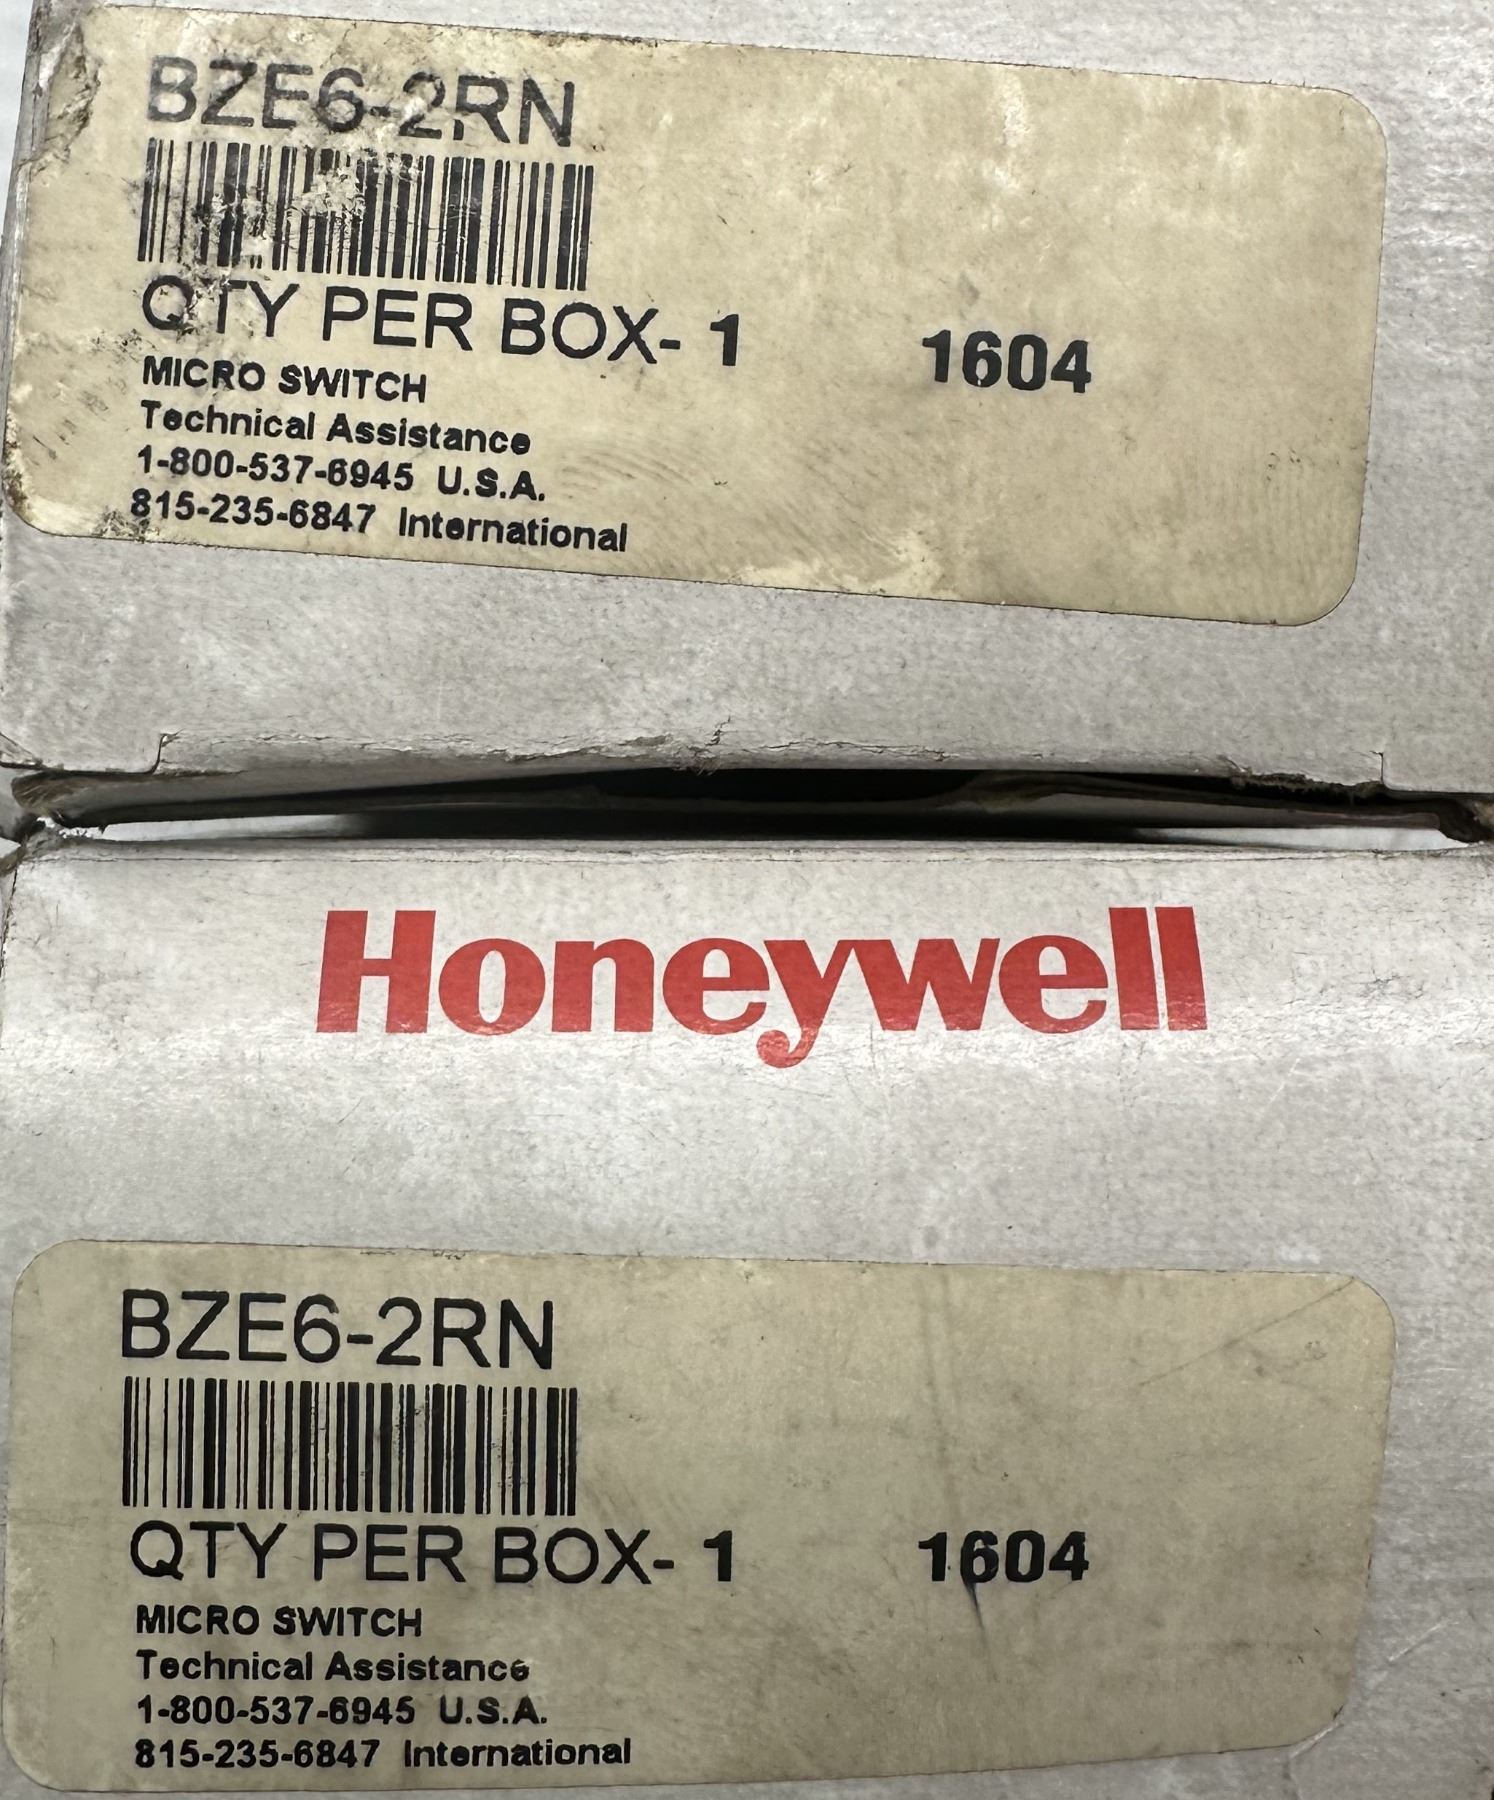 BZE6-2RN
QTY PER BOX- 1 1604
MICRO SWITCH
Technical Assistance
1-800-537-6945 U.S.A.
815-235-6847 International
Honeywell
BZE6-2RN
QTY PER BOX- 1 1604
MICRO SWITCH
Technical Assistance
1-800-537-6945 U.S.A.
815-235-6847 International